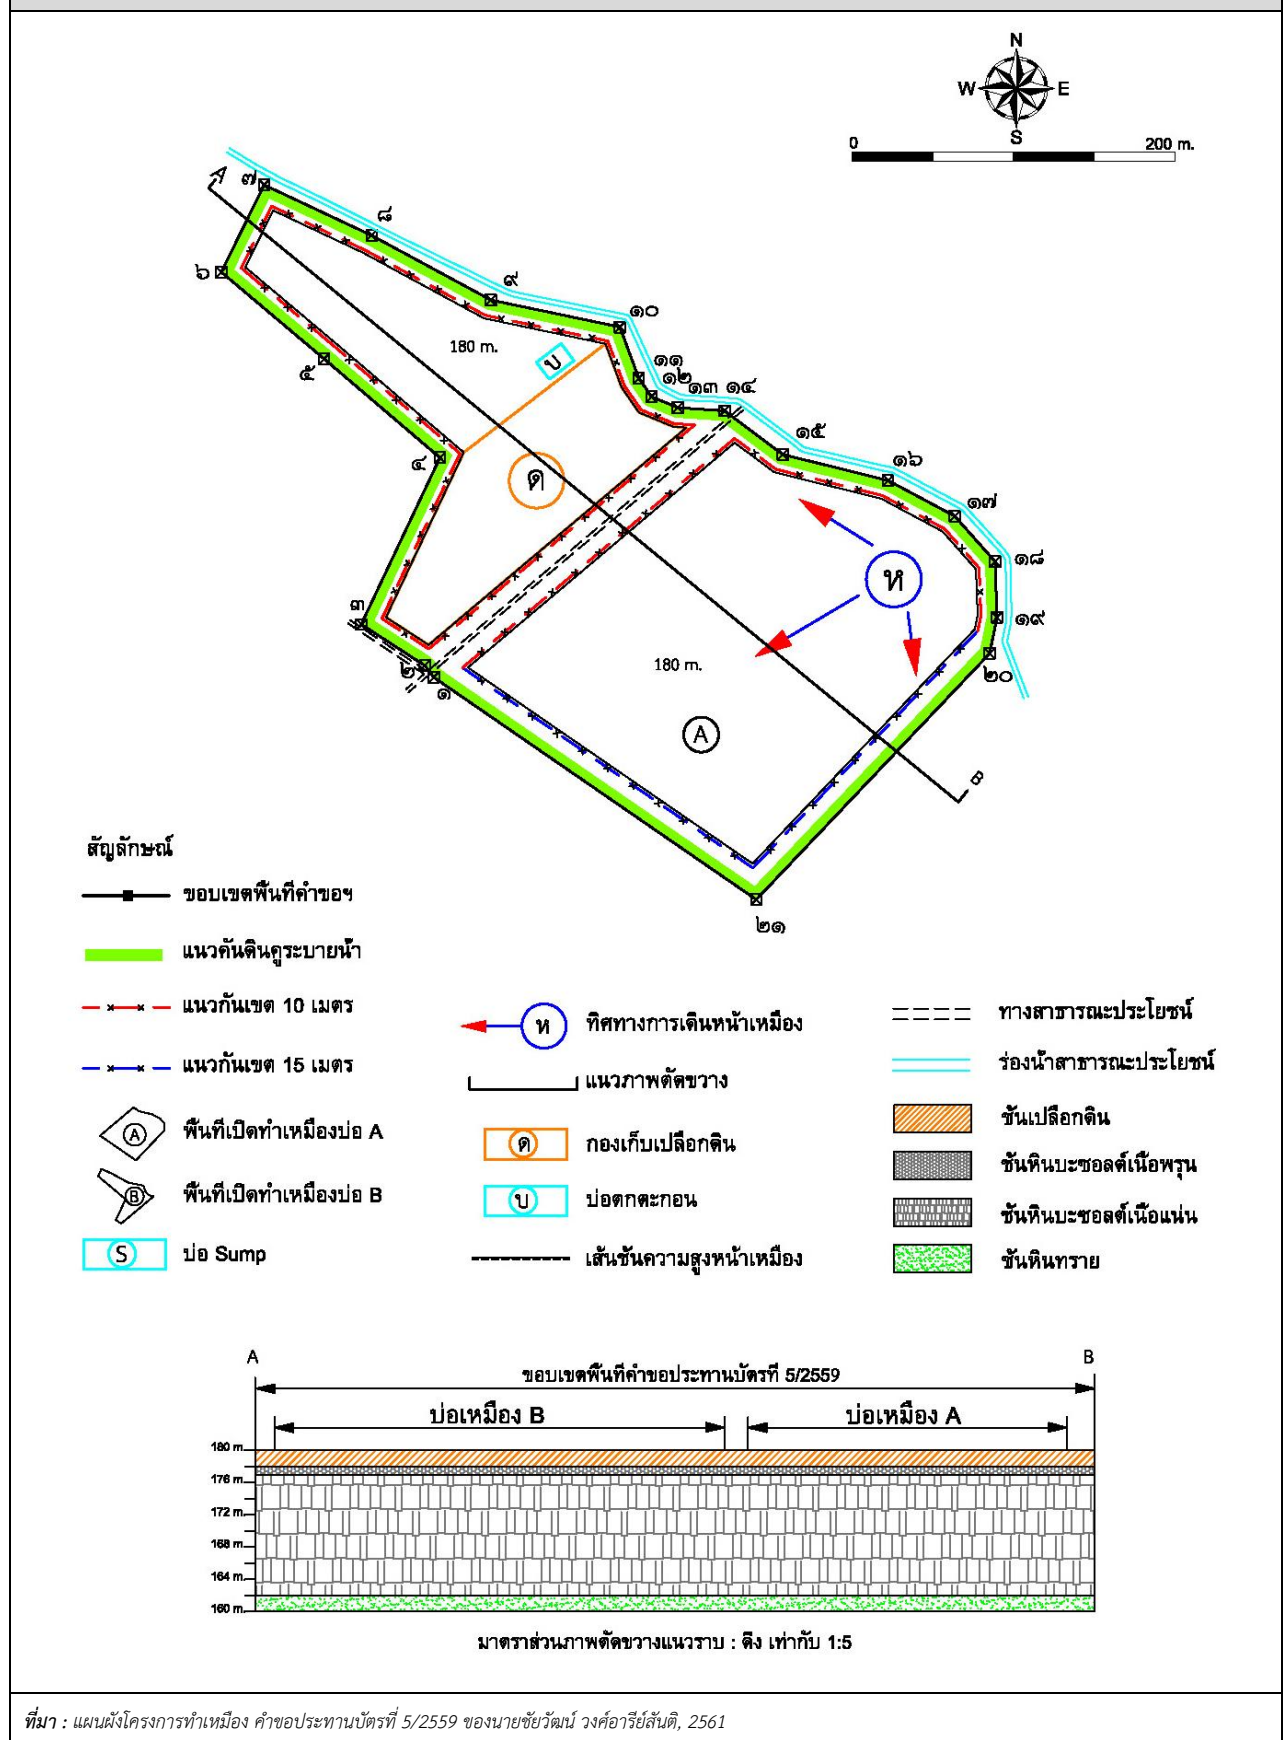 N
W E
S
0 200 m.
A
๗
๘
๖
๙
๑๐
180 m.
บ
๑๑
๕
๑๒
๑๓
๑๔
๑๕
๔
๑๖
ด
๑๗
๑๘
ห
๓
๑๙
๒
๒๐
180 m.
๑
A
B
๒๑
สัญลักษณ์
ขอบเขตพื้นที่คำขอฯ
แนวคันดินคูระบายน้ำ
แนวกันเขต 10 เมตร
แนวกันเขต 15 เมตร
A พื้นที่เปิดทำเหมืองบ่อ A
B พื้นที่เปิดทำเหมืองบ่อ B
S บ่อ Sump
ห ทิศทางการเดินหน้าเหมือง
แนวภาพตัดขวาง
ด กองเก็บเปลือกดิน
บ บ่อตกตะกอน
เส้นชั้นความสูงหน้าเหมือง
ทางสาธารณะประโยชน์
ร่องน้ำสาธารณะประโยชน์
ชั้นเปลือกดิน
ชั้นหินบะซอลต์เนื้อพรุน
ชั้นหินบะซอลต์เนื้อแน่น
ชั้นหินทราย
A B
ขอบเขตพื้นที่คำขอประทานบัตรที่ 5/2559
บ่อเหมือง B บ่อเหมือง A
180 m.
176 m.
172 m.
168 m.
164 m.
160 m.
มาตราส่วนภาพตัดขวางแนวราบ : ดิ่ง เท่ากับ 1:5
ที่มา : แผนผังโครงการทำเหมือง คำขอประทานบัตรที่ 5/2559 ของนายชัยวัฒน์ วงศ์อารีย์สันติ, 2561